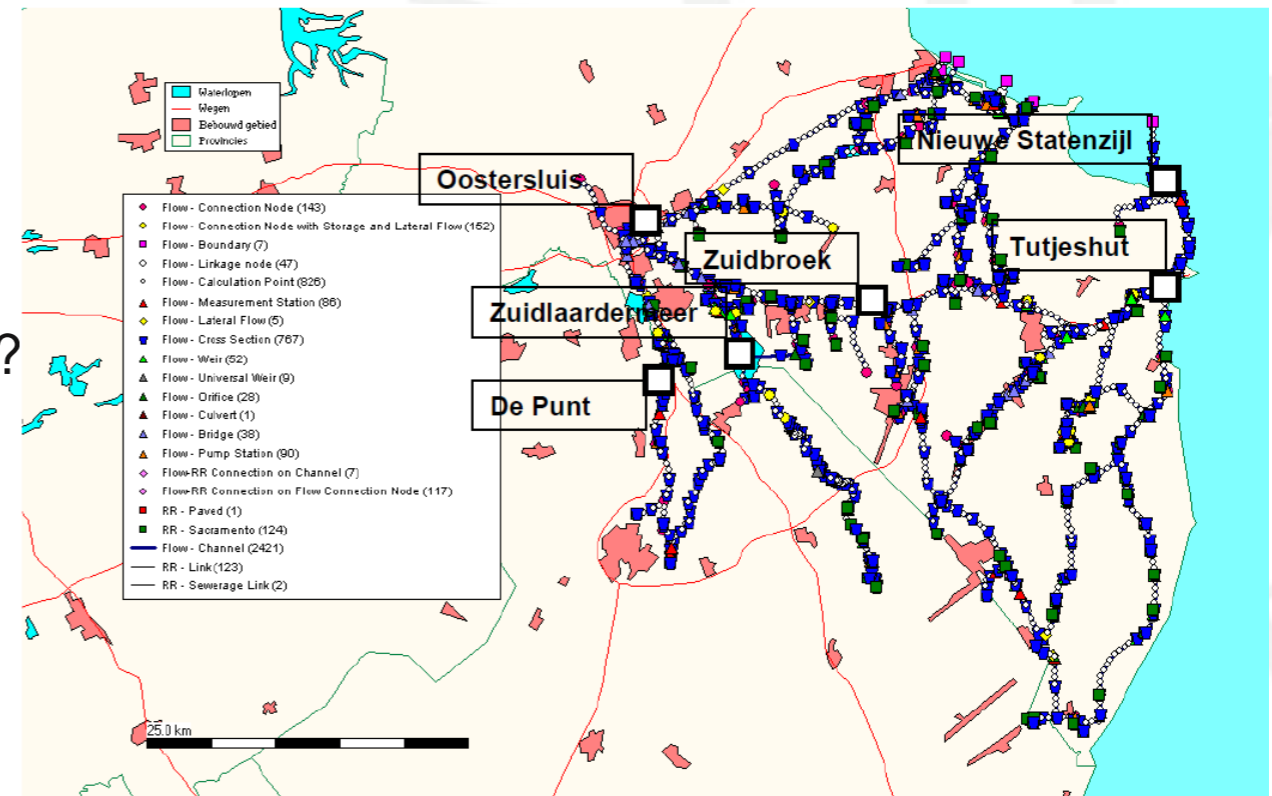 Waterlopen
Wegen
Bebouwd gebied
Provincies
Nieuwe Statenzijl
Oostersluis
Flow - Connection Node (143)
Flow - Connection Node with Storage and Lateral Flow (152)
Flow - Boundary (7)
Flow - Linkage node (47)
Flow - Calculation Point (826)
Flow - Measurement Station (86)
Flow - Lateral Flow (5)
Flow - Cross Section (767)
Flow - Weir (52)
Flow - Universal Weir (9)
Flow - Orifice (28)
Flow - Culvert (1)
Flow - Bridge (38)
Flow - Pump Station (90)
Flow-RR Connection on Channel (7)
Flow-RR Connection on Flow Connection Node (117)
RR - Paved (1)
RR - Sacramento (124)
Flow - Channel (2421)
RR - Link (123)
RR - Sewerage Link (2)
Zuidbroek
Tutjeshut
Zuidlaardermeer
?
De Punt
25.0 km